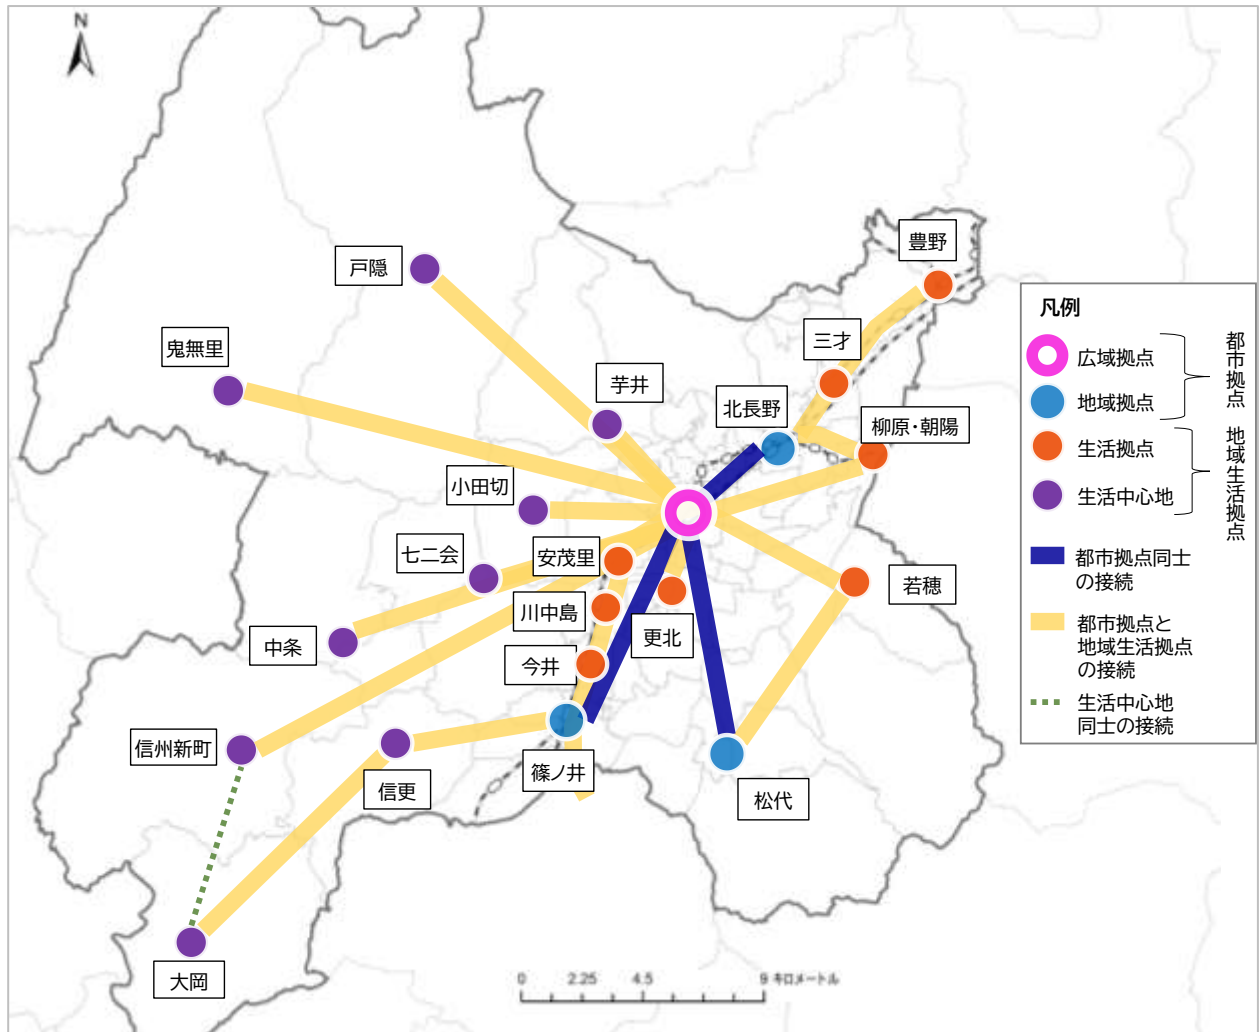 N
豊野
戸隠
三才
鬼無里
芋井
北長野
柳原・朝陽
小田切
安茂里
七二会
若穂
川中島
更北
中条
今井
信州新町
篠ノ井
信更
松代
大岡
0 2.25 4.5 9 キロメートル
凡例
広域拠点
地域拠点
都市拠点
生活拠点
生活中心地
地域生活拠点
都市拠点同士
の接続
都市拠点と
地域生活拠点
の接続
生活中心地
同士の接続